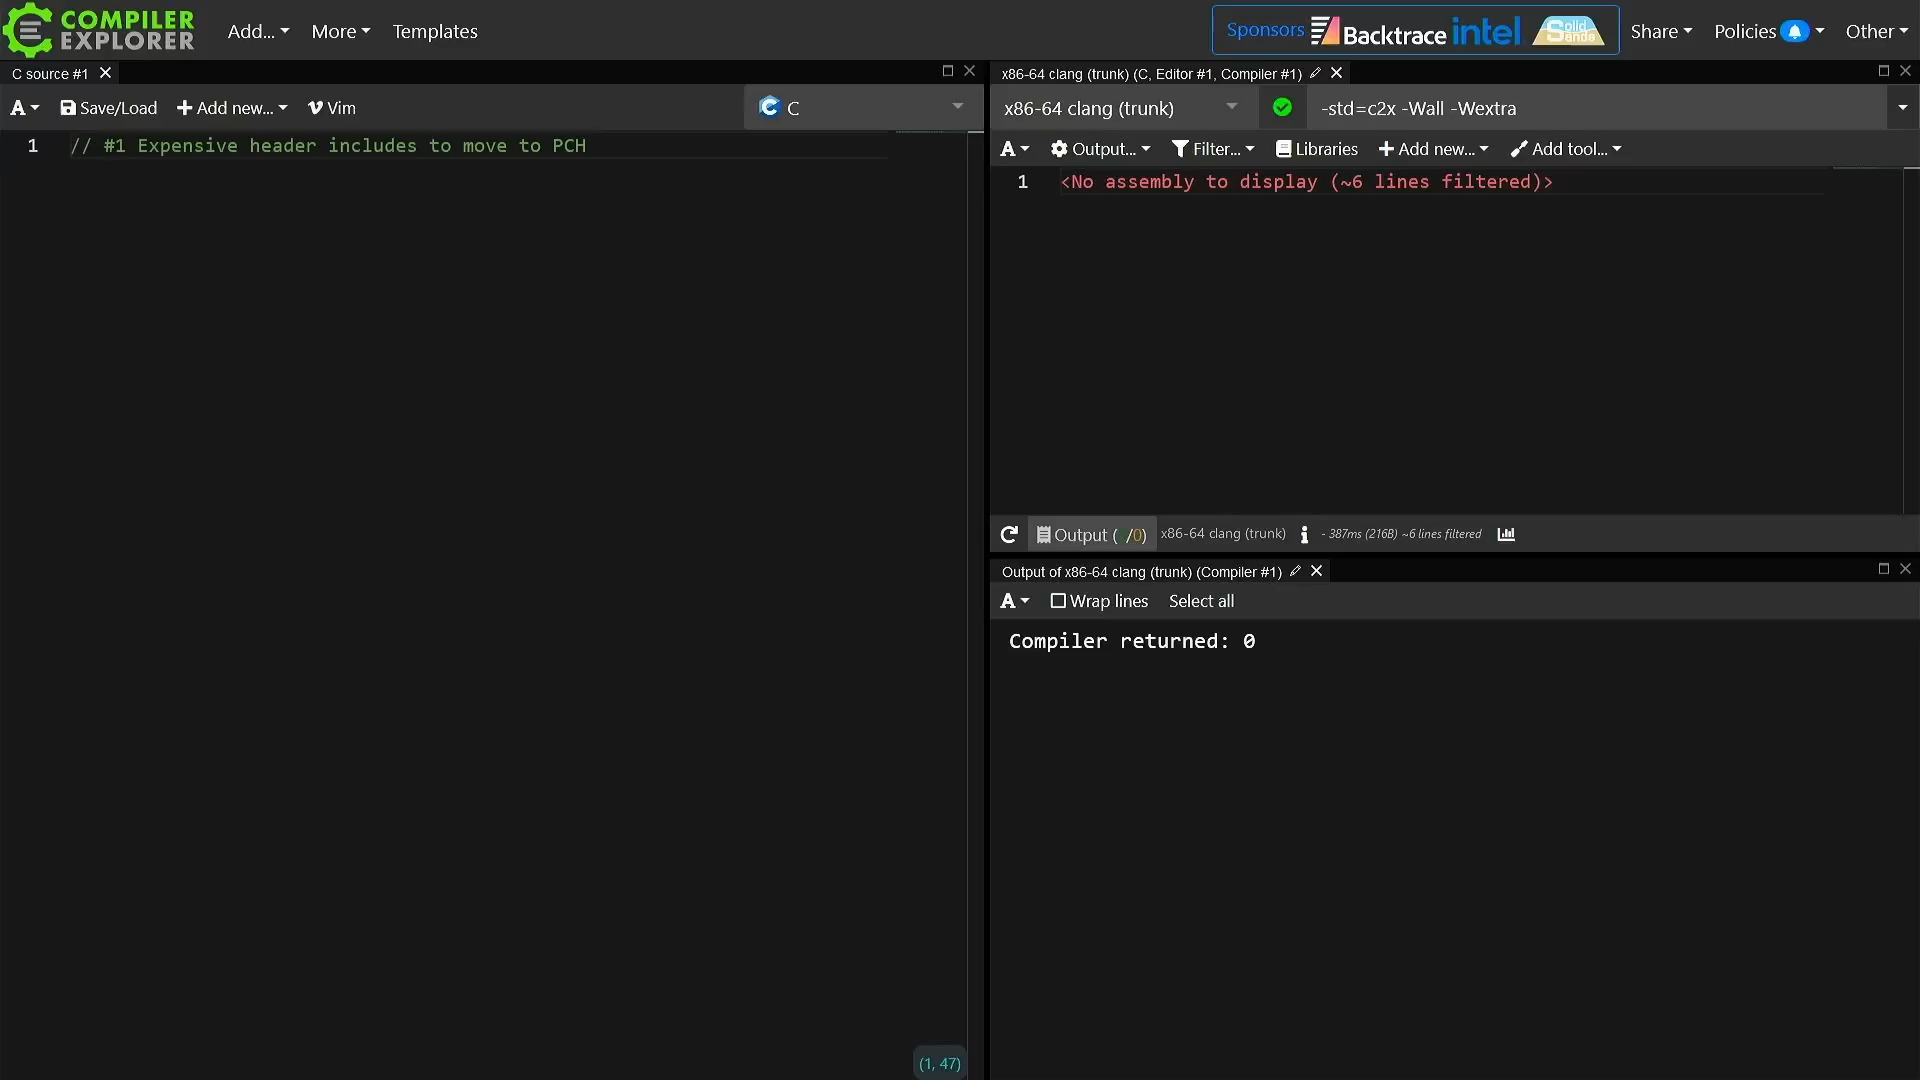 COMPILER
EXPLORER
Add...
More
Templates
Sponsors
Backtrace
intel
Solid
Sands
Share
Policies
Other
C source #1
A
Save/Load
Add new...
Vim
C
1
// #1 Expensive header includes to move to PCH
(1, 47)
x86-64 clang (trunk) (C, Editor #1, Compiler #1)
x86-64 clang (trunk)
-std=c2x -Wall -Wextra
A
Output...
Filter...
Libraries
Add new...
Add tool...
1
<No assembly to display (~6 lines filtered)>
Output ( /0)
x86-64 clang (trunk)
- 387ms (216B) ~6 lines filtered
Output of x86-64 clang (trunk) (Compiler #1)
A
Wrap lines
Select all
Compiler returned: 0